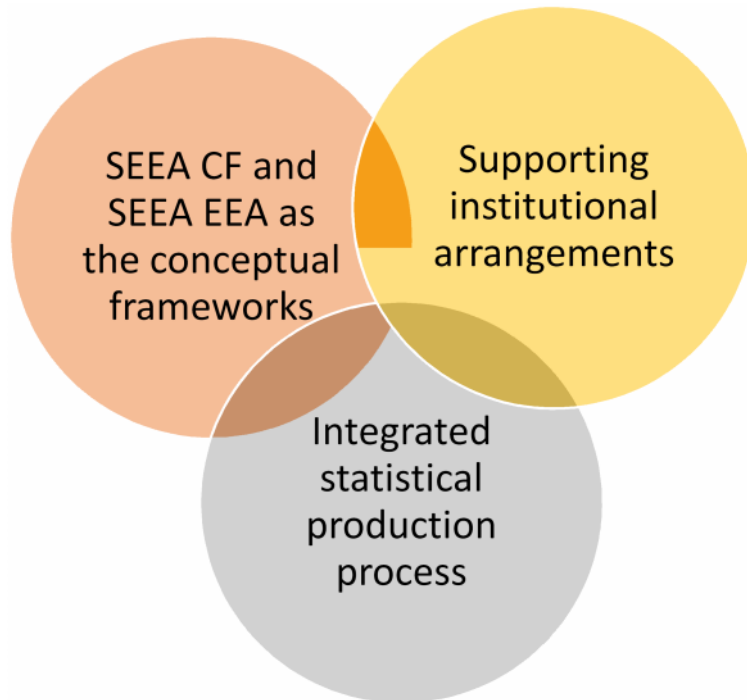 SEEA CF and
SEEA EEA as
the conceptual
frameworks
Supporting
institutional
arrangements
Integrated
statistical
production
process